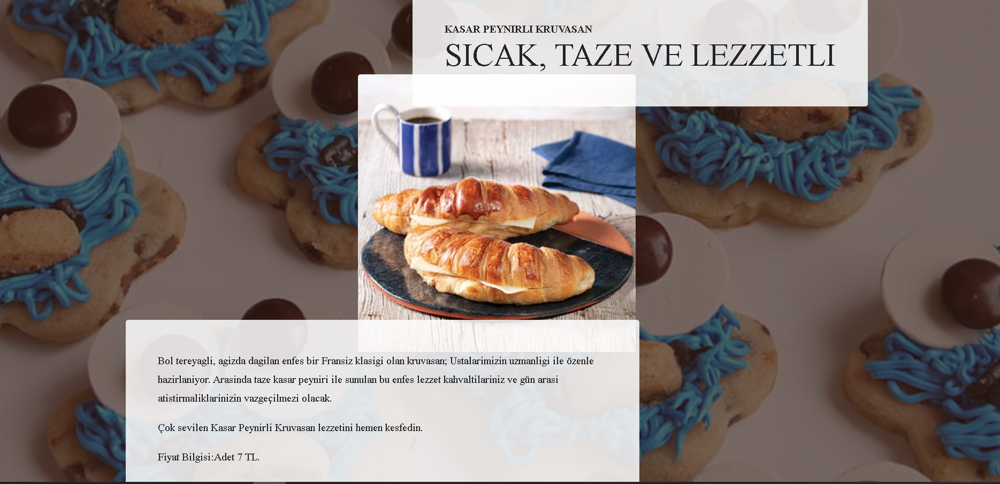 KASAR PEYNIRLI KRUVASAN
SICAK, TAZE VE LEZZETLI
Bol tereyagli, agizda dagilan enfes bir Fransiz klasigi olan kruvasan; Ustalarimizin uzmanligi ile özenle
hazirlaniyor. Arasinda taze kasar peyniri ile sunulan bu enfes lezzet kahvaltilariniz ve gün arasi
atistirmaliklarinizin vazgeçilmezi olacak.
Çok sevilen Kasar Peynirli Kruvasan lezzetini hemen kesfedin.
Fiyat Bilgisi:Adet 7 TL.